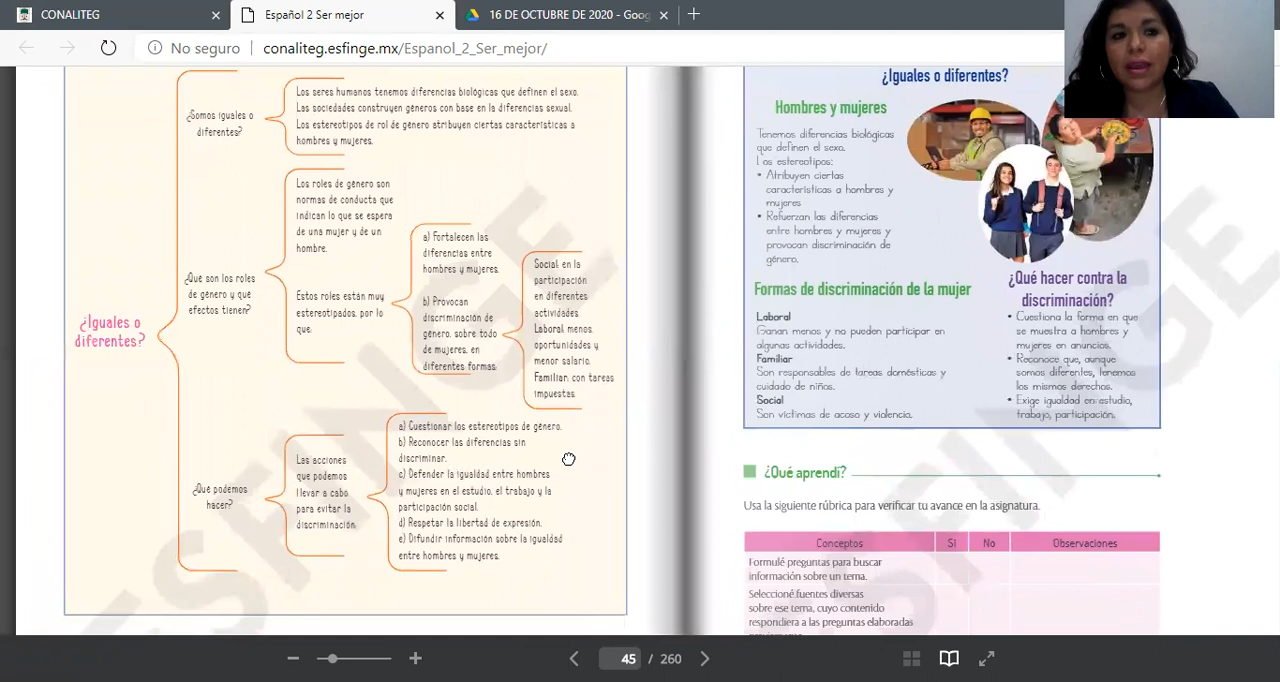 CONALITEG
Español 2 Ser mejor
16 DE OCTUBRE DE 2020 - Goog
No seguro
conaliteg.esfinge.mx/Espanol_2_Ser_mejor/
¿Iguales o
diferentes?
¿Somos iguales o
diferentes?
Los seres humanos tenemos diferencias biológicas que definen el sexo.
Las sociedades construyen géneros con base en la diferencias sexual.
Los estereotipos de rol de género atribuyen ciertas características a
hombres y mujeres.
¿Qué son los roles
de género y qué
efectos tienen?
Los roles de género son
normas de conducta que
indican lo que se espera
de una mujer y de un
hombre.
Estos roles están muy
estereotipados, por lo
que:
a) Fortalecen las
diferencias entre
hombres y mujeres.
b) Provocan
discriminación de
género, sobre todo
de mujeres, en
diferentes formas:
Social: en la
participación
en diferentes
actividades.
Laboral: menos
oportunidades y
menor salario.
Familiar: con tareas
impuestas.
¿Qué podemos
hacer?
Las acciones
que podemos
llevar a cabo
para evitar la
discriminación:
a) Cuestionar los estereotipos de género.
b) Reconocer las diferencias sin
discriminar.
c) Defender la igualdad entre hombres
y mujeres en el estudio, el trabajo y la
participación social.
d) Respetar la libertad de expresión.
e) Difundir información sobre la igualdad
entre hombres y mujeres.
ESFINGE
¿Iguales o diferentes?
Hombres y mujeres
Tenemos diferencias biológicas
que definen el sexo.
Los estereotipos:
• Atribuyen ciertas
características a hombres y
mujeres
• Refuerzan las diferencias
entre hombres y mujeres y
provocan discriminación de
género.
Formas de discriminación de la mujer
Laboral
Ganan menos y no pueden participar en
algunas actividades.
Familiar
Son responsables de tareas domésticas y
cuidado de niños.
Social
Son víctimas de acoso y violencia.
¿Qué hacer contra la
discriminación?
• Cuestiona la forma en que
se muestra a hombres y
mujeres en anuncios.
• Reconoce que, aunque
somos diferentes, tenemos
los mismos derechos.
• Exige igualdad en estudio,
trabajo, participación.
¿Qué aprendí?
Usa la siguiente rúbrica para verificar tu avance en la asignatura.
Conceptos Sí No Observaciones
Formulé preguntas para buscar
información sobre un tema.
Seleccioné fuentes diversas
sobre ese tema, cuyo contenido
respondiera a las preguntas elaboradas
ESFINGE
45 / 260